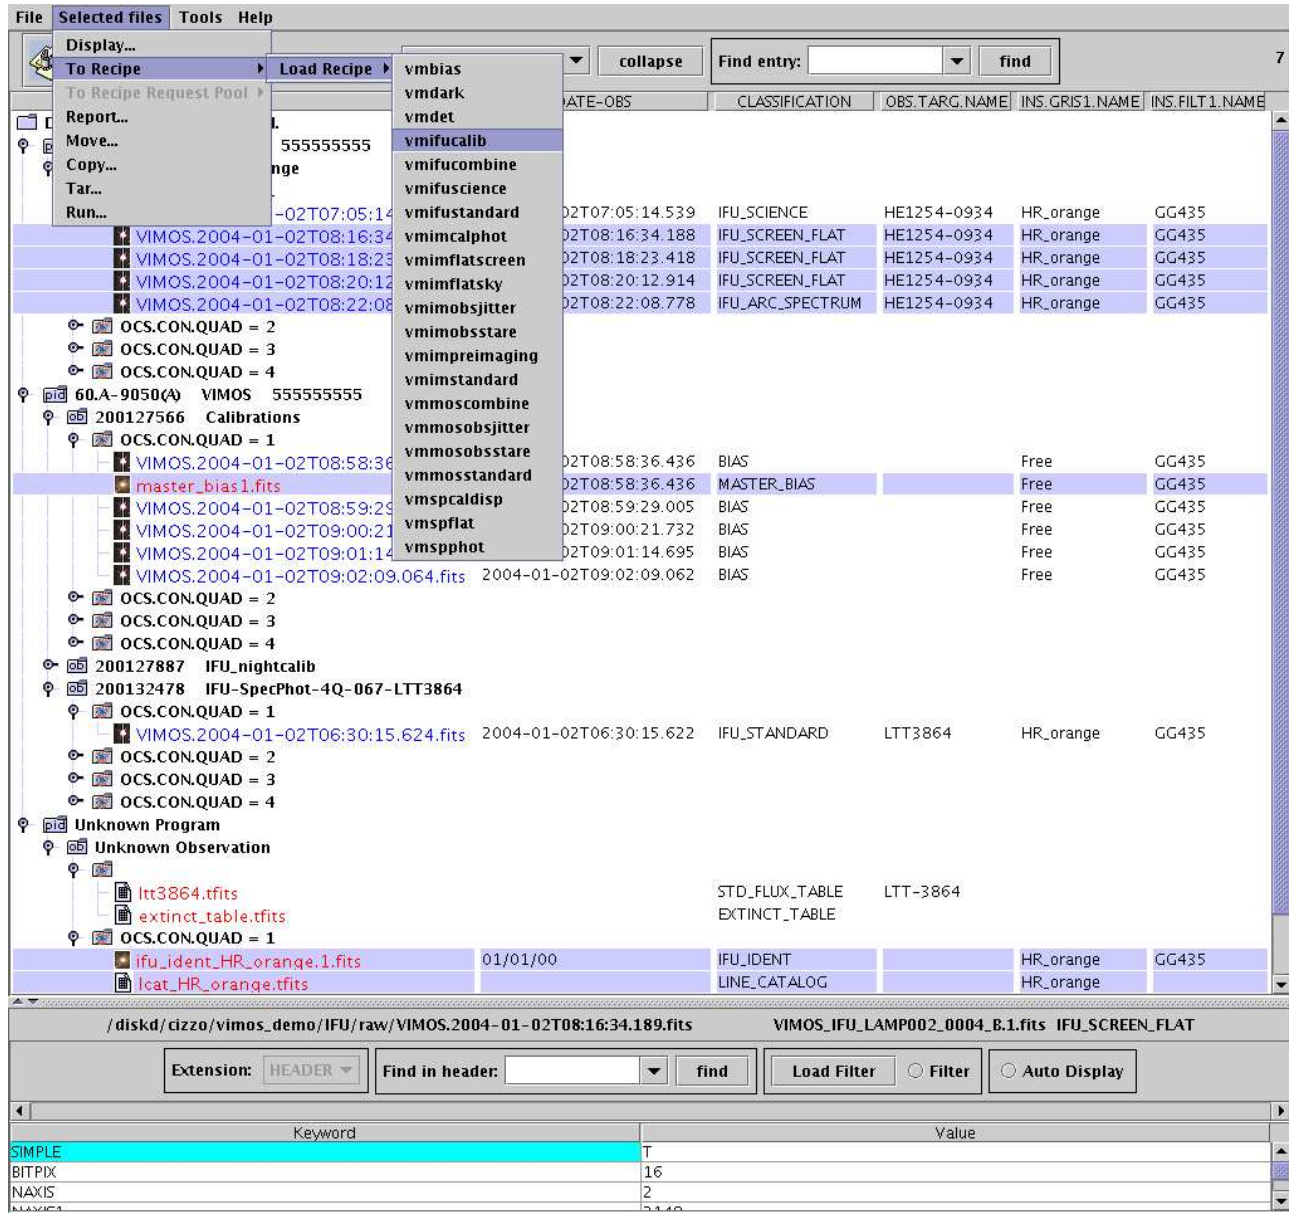 File Selected files Tools Help
Display...
To Recipe Load Recipe vmbias
To Recipe Request Pool vmdark
Report... vmdet
Move... vmifucalib
Copy... vmifucombine
Tar... vmifuscience
Run... vmifustandard
vmimcalphot
vmimflatscreen
vmimflatsky
vmimobsjitter
vmimobsstare
vmimpreimaging
vmimstandard
vmmoscombine
vmmosobsjitter
vmmosobsstare
vmmosstandard
vmspcaldisp
vmspflat
vmspphot
collapse Find entry: find 7
ATE-OBS CLASSIFICATION OBS.TARG.NAME INS.GRIS1.NAME INS.FILT1.NAME
555555555
nge
-02T07:05:14 02T07:05:14.539 IFU_SCIENCE HE1254-0934 HR_orange GG435
VIMOS.2004-01-02T08:16:34 02T08:16:34.188 IFU_SCREEN_FLAT HE1254-0934 HR_orange GG435
VIMOS.2004-01-02T08:18:23 02T08:18:23.418 IFU_SCREEN_FLAT HE1254-0934 HR_orange GG435
VIMOS.2004-01-02T08:20:12 02T08:20:12.914 IFU_SCREEN_FLAT HE1254-0934 HR_orange GG435
VIMOS.2004-01-02T08:22:08 02T08:22:08.778 IFU_ARC_SPECTRUM HE1254-0934 HR_orange GG435
OCS.CON.QUAD = 2
OCS.CON.QUAD = 3
OCS.CON.QUAD = 4
pid 60.A-9050(A) VIMOS 555555555
ob 200127566 Calibrations
OCS.CON.QUAD = 1
VIMOS.2004-01-02T08:58:36 02T08:58:36.436 BIAS Free GG435
master_bias1.fits 02T08:58:36.436 MASTER_BIAS Free GG435
VIMOS.2004-01-02T08:59:29 02T08:59:29.005 BIAS Free GG435
VIMOS.2004-01-02T09:00:21 02T09:00:21.732 BIAS Free GG435
VIMOS.2004-01-02T09:01:14 02T09:01:14.695 BIAS Free GG435
VIMOS.2004-01-02T09:02:09.064.fits 2004-01-02T09:02:09.062 BIAS Free GG435
OCS.CON.QUAD = 2
OCS.CON.QUAD = 3
OCS.CON.QUAD = 4
ob 200127887 IFU_nightcalib
ob 200132478 IFU-SpecPhot-4Q-067-LTT3864
OCS.CON.QUAD = 1
VIMOS.2004-01-02T06:30:15.624.fits 2004-01-02T06:30:15.622 IFU_STANDARD LTT3864 HR_orange GG435
OCS.CON.QUAD = 2
OCS.CON.QUAD = 3
OCS.CON.QUAD = 4
pid Unknown Program
ob Unknown Observation
ltt3864.tfits STD_FLUX_TABLE LTT-3864
extinct_table.tfits EXTINCT_TABLE
OCS.CON.QUAD = 1
ifu_ident_HR_orange.1.fits 01/01/00 IFU_IDENT HR_orange GG435
lcat_HR_orange.tfits LINE_CATALOG HR_orange
/diskd/cizzo/vimos_demo/IFU/raw/VIMOS.2004-01-02T08:16:34.189.fits VIMOS_IFU_LAMP002_0004_B.1.fits IFU_SCREEN_FLAT
Extension: HEADER Find in header: find Load Filter Filter Auto Display
Keyword Value
SIMPLE T
BITPIX 16
NAXIS 2